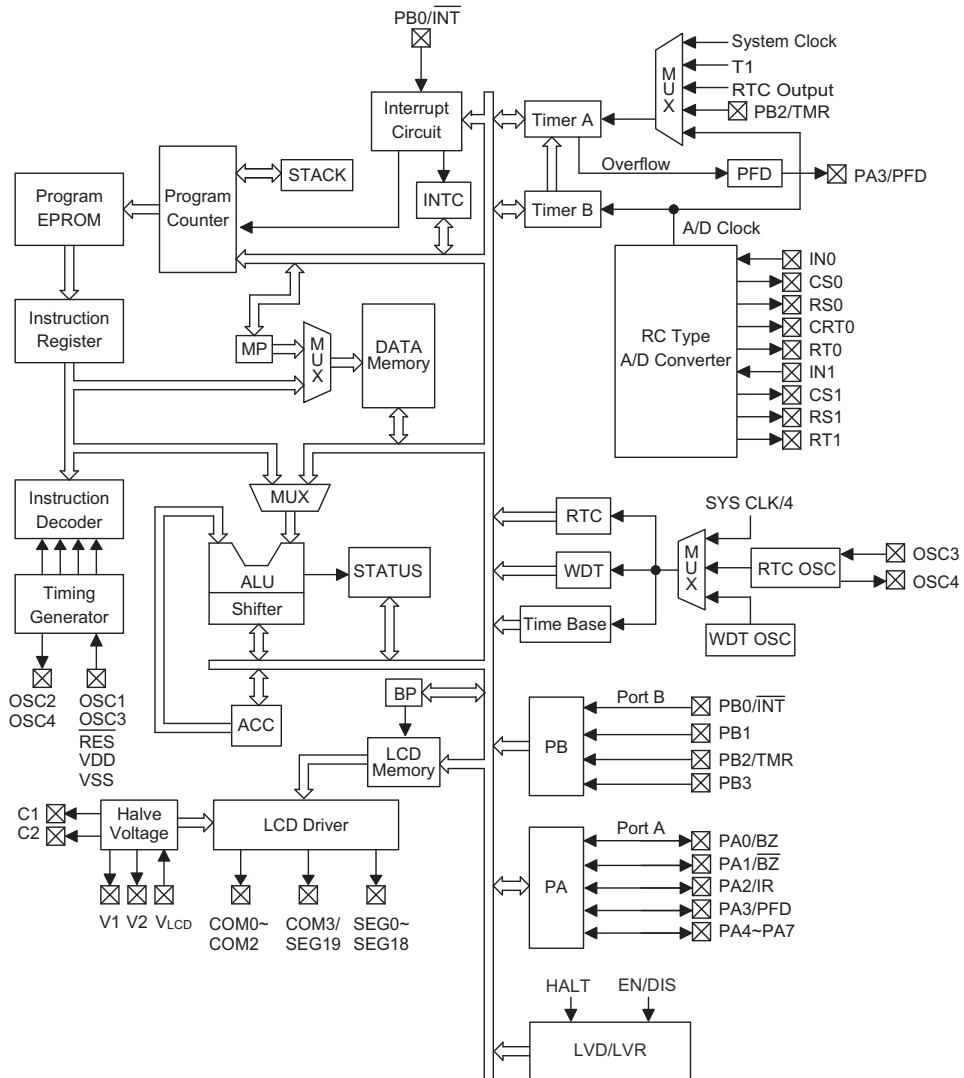 PB0/I̅N̅T̅
System Clock
T1
RTC Output
PB2/TMR
MUX
Interrupt
Circuit
Timer A
Overflow
PFD
PA3/PFD
STACK
Program
EPROM
Program
Counter
INTC
Timer B
A/D Clock
IN0
CS0
RS0
CRT0
RT0
IN1
CS1
RS1
RT1
RC Type
A/D Converter
Instruction
Register
MP
MUX
DATA
Memory
MUX
Instruction
Decoder
ALU
Shifter
STATUS
Timing
Generator
RTC
WDT
Time Base
SYS CLK/4
MUX
RTC OSC
WDT OSC
OSC3
OSC4
OSC2
OSC4
OSC1
OSC3
R̅E̅S̅
VDD
VSS
ACC
BP
LCD
Memory
PB
Port B
PB0/I̅N̅T̅
PB1
PB2/TMR
PB3
C1
C2
Halve
Voltage
LCD Driver
V1
V2
VLCD
COM0~
COM2
COM3/
SEG19
SEG0~
SEG18
PA
Port A
PA0/BZ
PA1/B̅Z̅
PA2/IR
PA3/PFD
PA4~PA7
HALT
EN/DIS
LVD/LVR